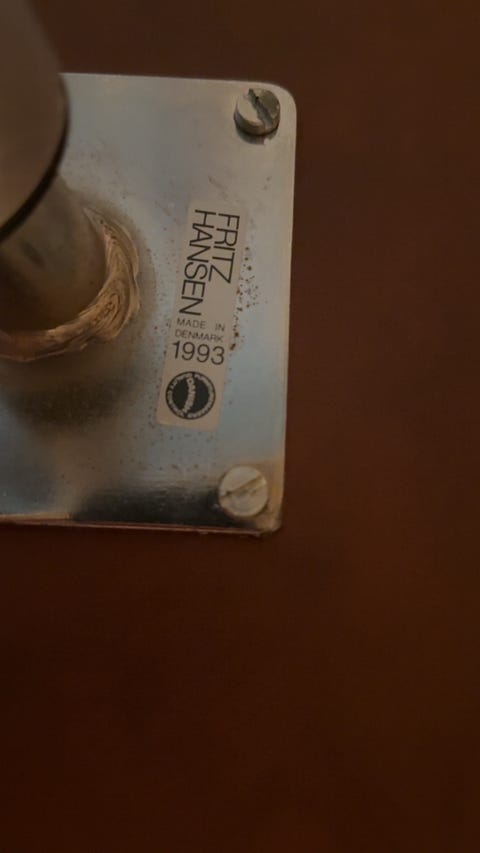 FRITZ
HANSEN
MADE IN
DENMARK
1993